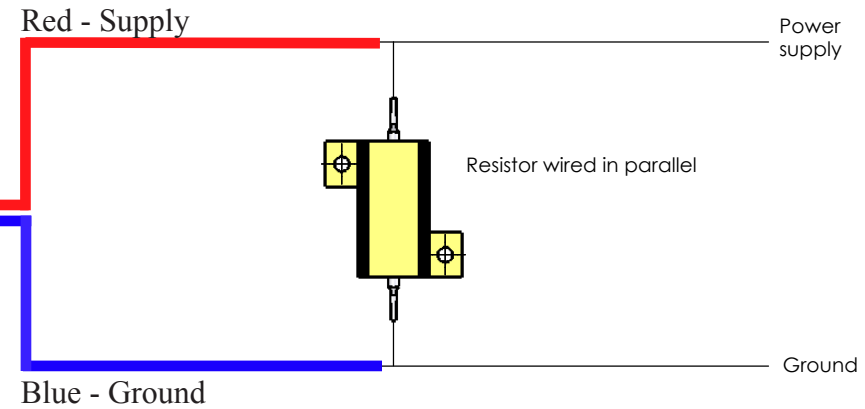 Red - Supply
Power
supply
Resistor wired in parallel
Ground
Blue - Ground